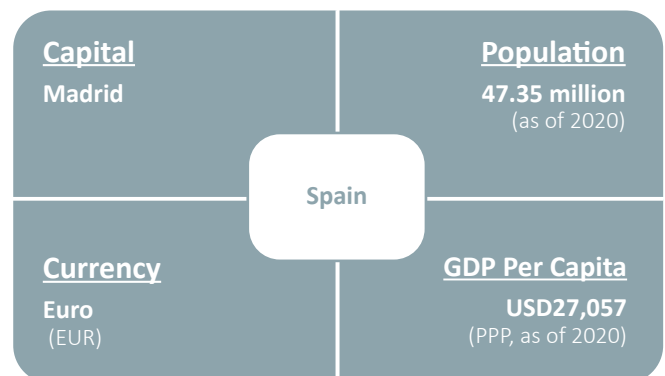 Capital
Madrid
Population
47.35 million
(as of 2020)
Spain
Currency
Euro
(EUR)
GDP Per Capita
USD27,057
(PPP, as of 2020)